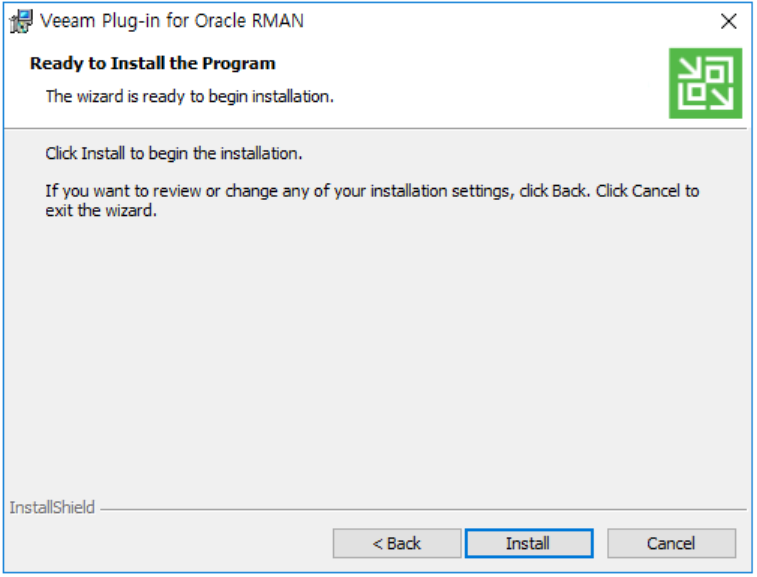 Veeam Plug-in for Oracle RMAN
Ready to Install the Program
The wizard is ready to begin installation.
Click Install to begin the installation.
If you want to review or change any of your installation settings, click Back. Click Cancel to
exit the wizard.
InstallShield
< Back
Install
Cancel